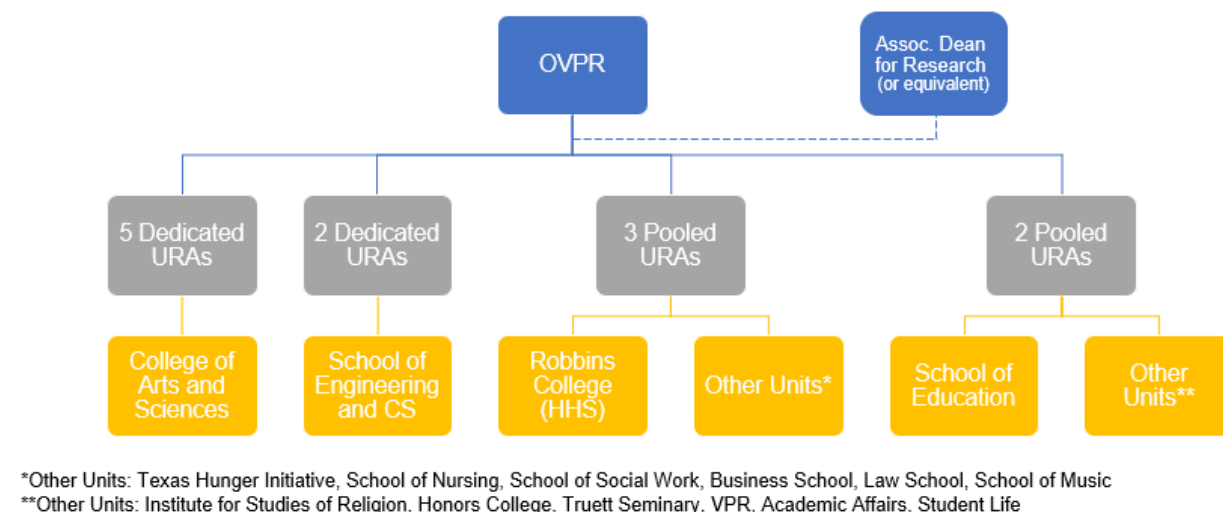 OVPR
Assoc. Dean
for Research
(or equivalent)
5 Dedicated
URAs
2 Dedicated
URAs
3 Pooled
URAs
2 Pooled
URAs
College of
Arts and
Sciences
School of
Engineering
and CS
Robbins
College
(HHS)
Other Units*
School of
Education
Other
Units**
*Other Units: Texas Hunger Initiative, School of Nursing, School of Social Work, Business School, Law School, School of Music
**Other Units: Institute for Studies of Religion, Honors College, Truett Seminary, VPR, Academic Affairs, Student Life